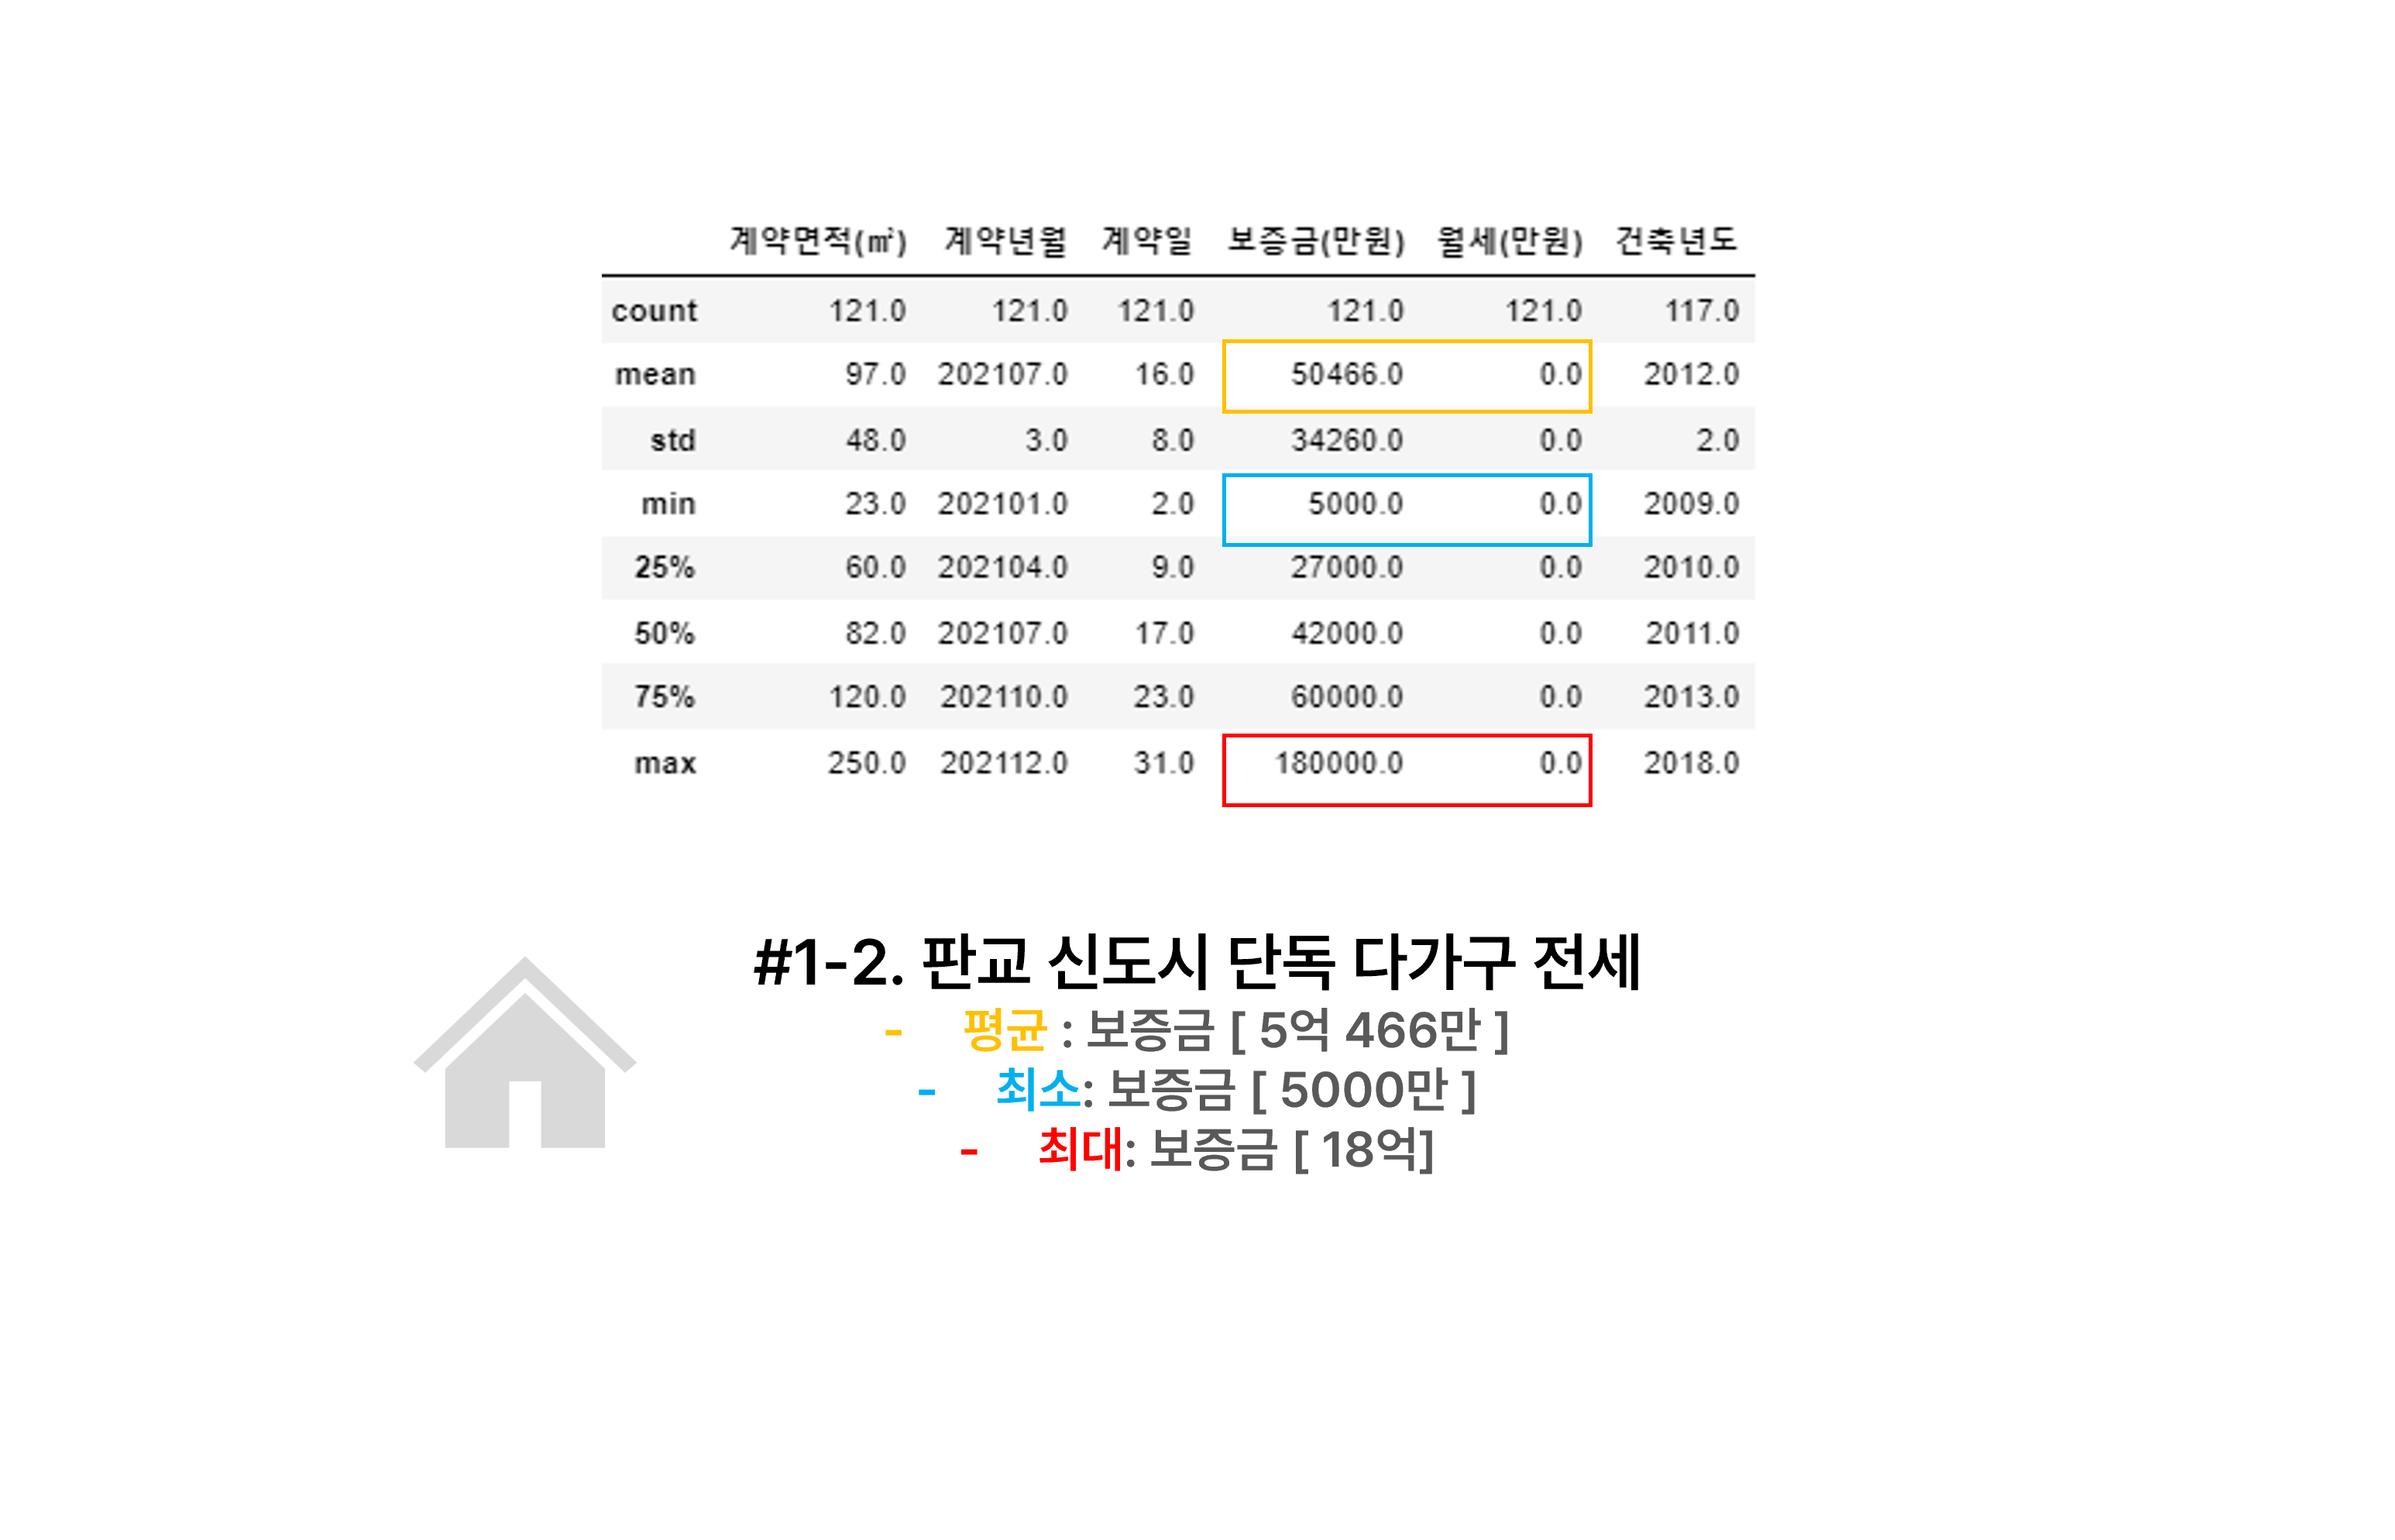 계약면적(㎡) 계약년월 계약일 보증금(만원) 월세(만원) 건축년도
count 121.0 121.0 121.0 121.0 121.0 117.0
mean 97.0 202107.0 16.0 50466.0 0.0 2012.0
std 48.0 3.0 8.0 34260.0 0.0 2.0
min 23.0 202101.0 2.0 5000.0 0.0 2009.0
25% 60.0 202104.0 9.0 27000.0 0.0 2010.0
50% 82.0 202107.0 17.0 42000.0 0.0 2011.0
75% 120.0 202110.0 23.0 60000.0 0.0 2013.0
max 250.0 202112.0 31.0 180000.0 0.0 2018.0
#1-2. 판교 신도시 단독 다가구 전세
- 평균 : 보증금 [ 5억 466만 ]
- 최소: 보증금 [ 5000만 ]
- 최대: 보증금 [ 18억]